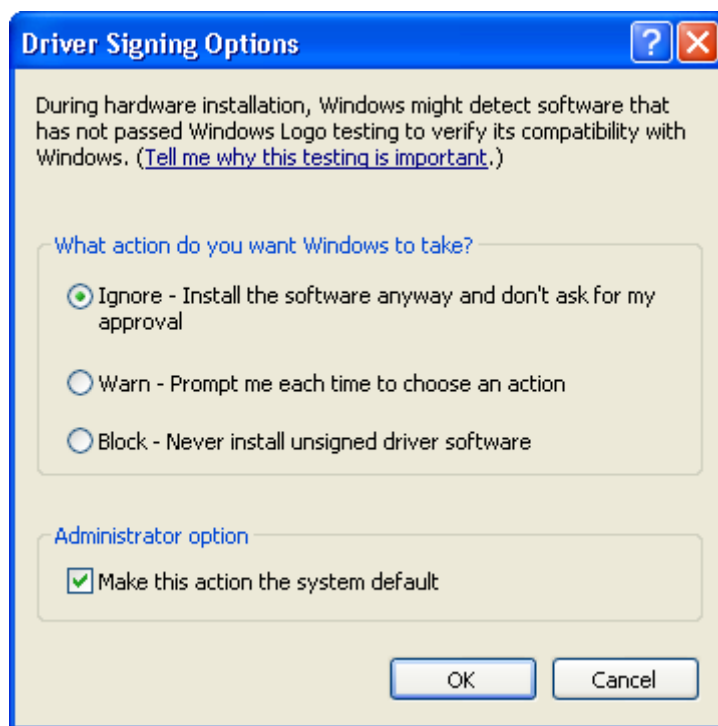 Driver Signing Options
During hardware installation, Windows might detect software that
has not passed Windows Logo testing to verify its compatibility with
Windows. (Tell me why this testing is important.)
What action do you want Windows to take?
Ignore - Install the software anyway and don't ask for my
approval
Warn - Prompt me each time to choose an action
Block - Never install unsigned driver software
Administrator option
Make this action the system default
OK Cancel